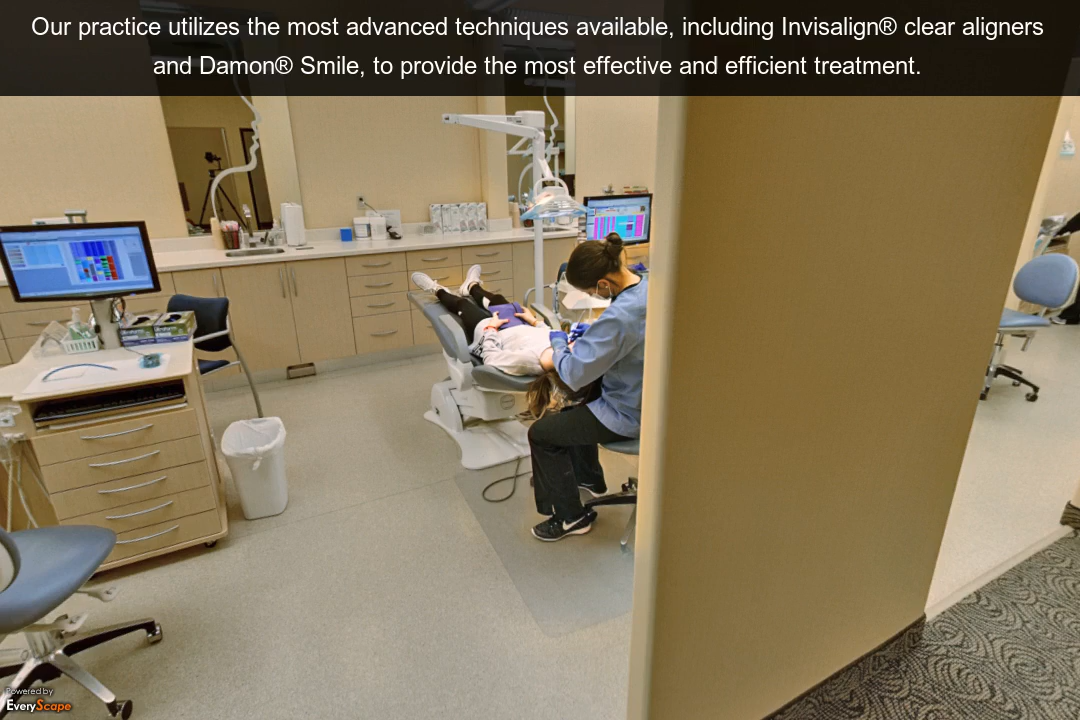 Our practice utilizes the most advanced techniques available, including Invisalign® clear aligners
and Damon® Smile, to provide the most effective and efficient treatment.
Powered by
EveryScape